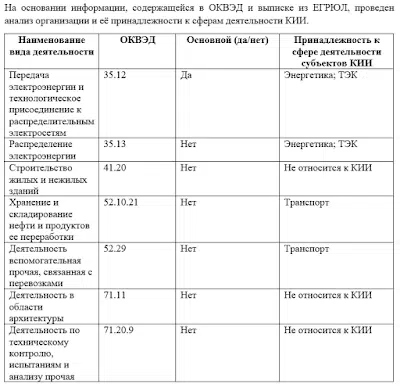 На основании информации, содержащейся в ОКВЭД и выписке из ЕГРЮЛ, проведен
анализ организации и её принадлежности к сферам деятельности КИИ.
Наименование вида деятельности ОКВЭД Основной (да/нет) Принадлежность к сфере деятельности субъектов КИИ
Передача
электроэнергии и
технологическое
присоединение к
распределительным
электросетям
35.12
Да
Энергетика; ТЭК
Распределение
электроэнергии
35.13
Нет
Энергетика; ТЭК
Строительство
жилых и нежилых
зданий
41.20
Нет
Не относится к КИИ
Хранение и
складирование
нефти и продуктов
ее переработки
52.10.21
Нет
Транспорт
Деятельность
вспомогательная
прочая, связанная с
перевозками
52.29
Нет
Транспорт
Деятельность в
области
архитектуры
71.11
Нет
Не относится к КИИ
Деятельность по
техническому
контролю,
испытаниям и
анализу прочая
71.20.9
Нет
Не относится к КИИ